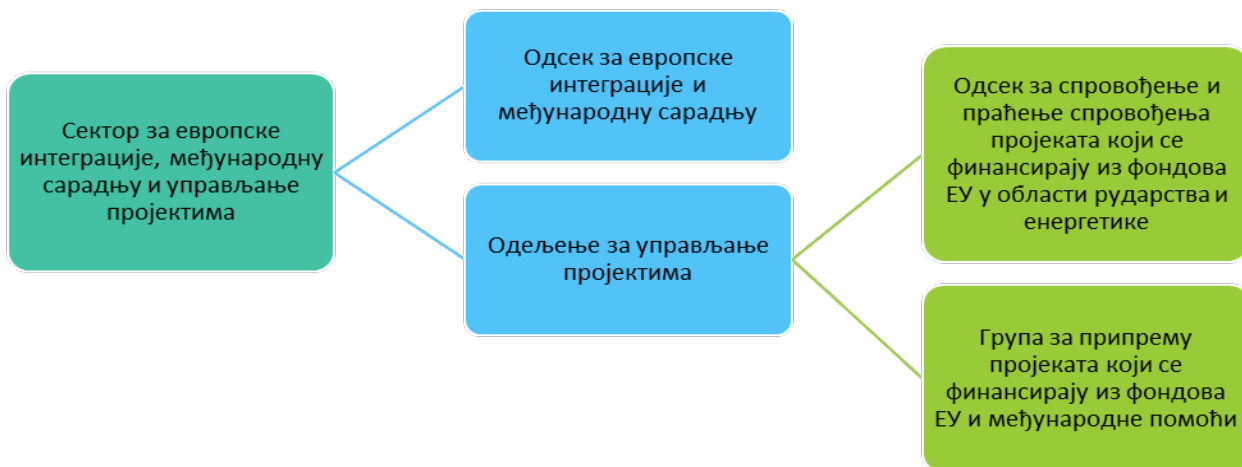 Сектор за европске
интеграције, међународну
сарадњу и управљање
пројектима
Одсек за европске
интеграције и
међународну сарадњу
Одељење за управљање
пројектима
Одсек за спровођење и
праћење спровођења
пројеката који се
финансирају из фондова
ЕУ у области рударства и
енергетике
Група за припрему
пројеката који се
финансирају из фондова
ЕУ и међународне помоћи